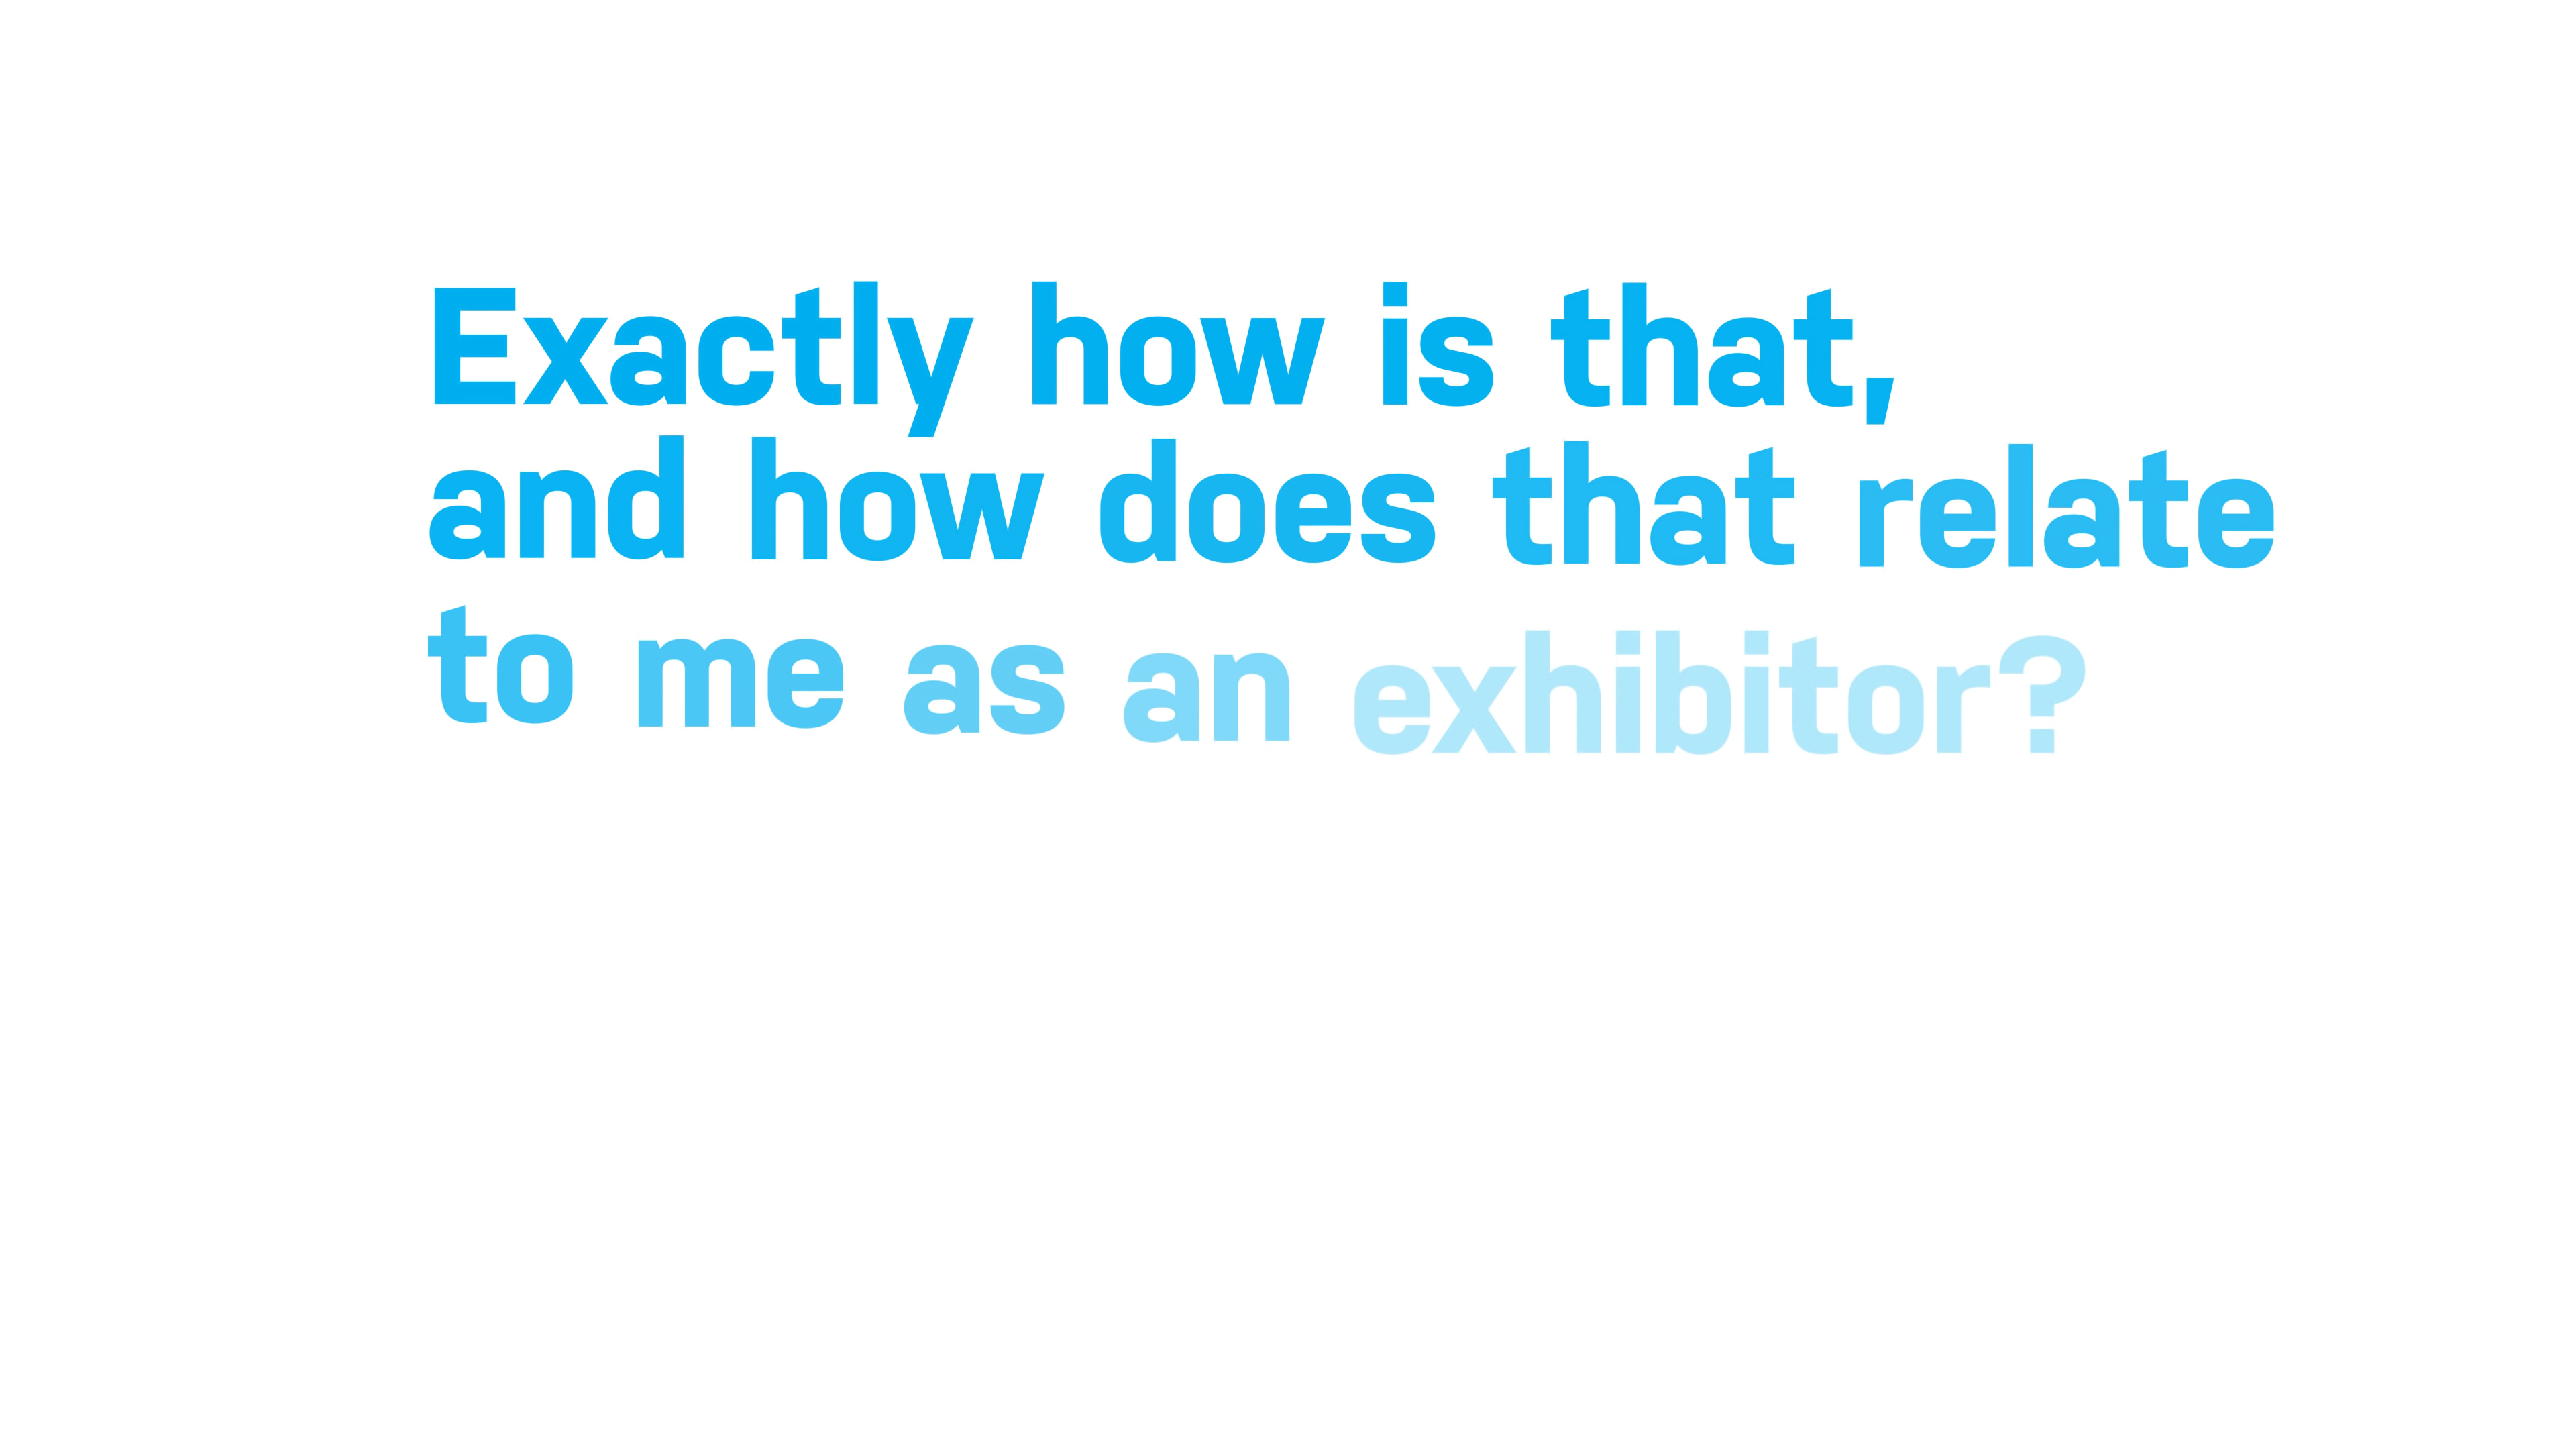 Exactly how is that,
and how does that relate
to me as an exhibitor?